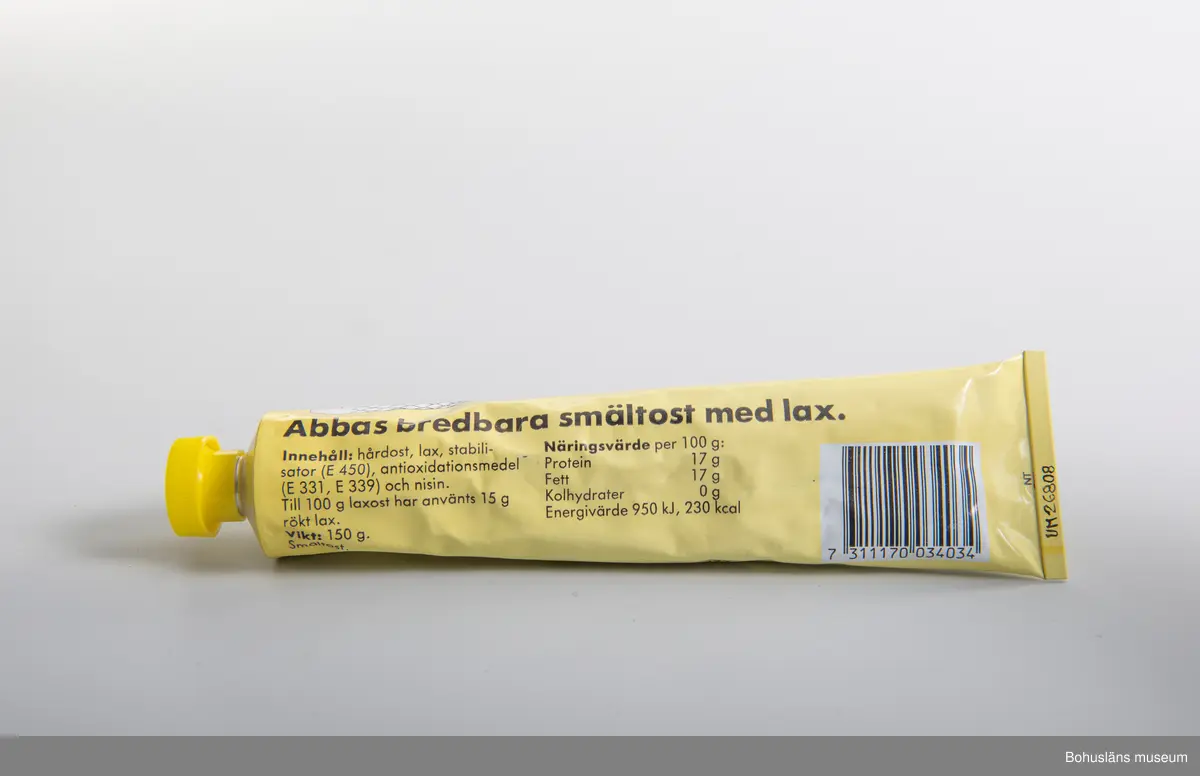 Abbas bredbara smältost med lax.
Innehåll: hårdost, lax, stabili-
sator (E 450), antioxidationsmedel
(E 331, E 339) och nisin.
Till 100 g laxost har använts 15 g
rökt lax.
Vikt: 150 g.
Smältost.
Näringsvärde per 100 g:
Protein 17 g
Fett 17 g
Kolhydrater 0 g
Energivärde 950 kJ, 230 kcal
7 311170 034034
NT
Bohusläns museum